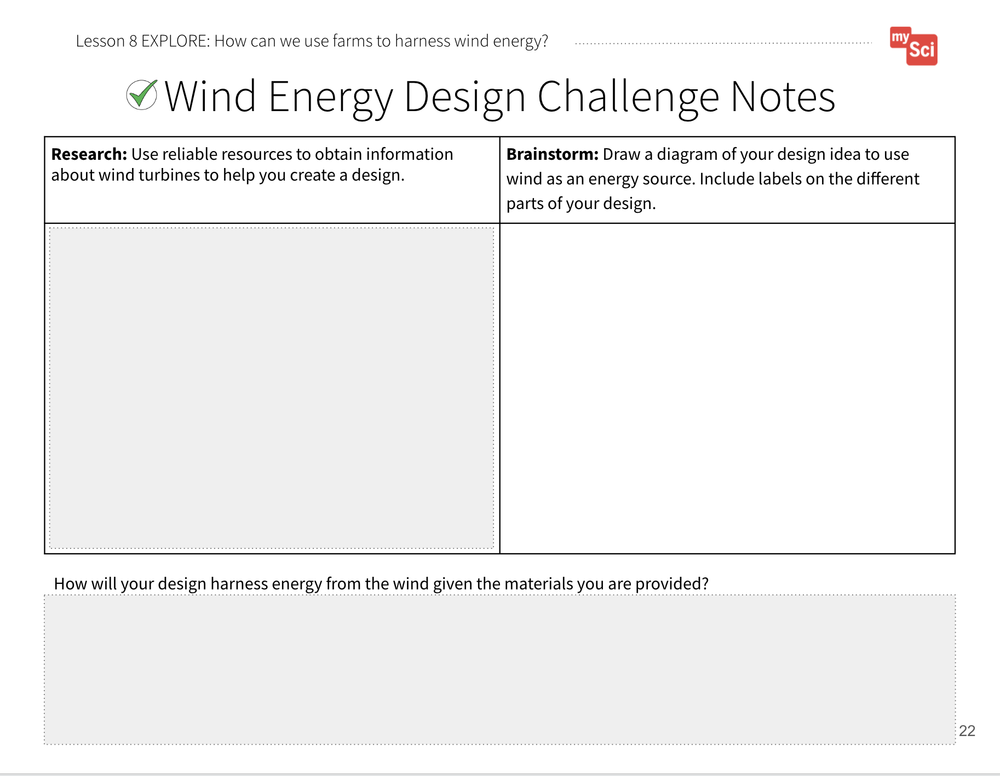 Lesson 8 EXPLORE: How can we use farms to harness wind energy?
my
Sci
Wind Energy Design Challenge Notes
Research: Use reliable resources to obtain information
about wind turbines to help you create a design.
Brainstorm: Draw a diagram of your design idea to use
wind as an energy source. Include labels on the different
parts of your design.
How will your design harness energy from the wind given the materials you are provided?
22